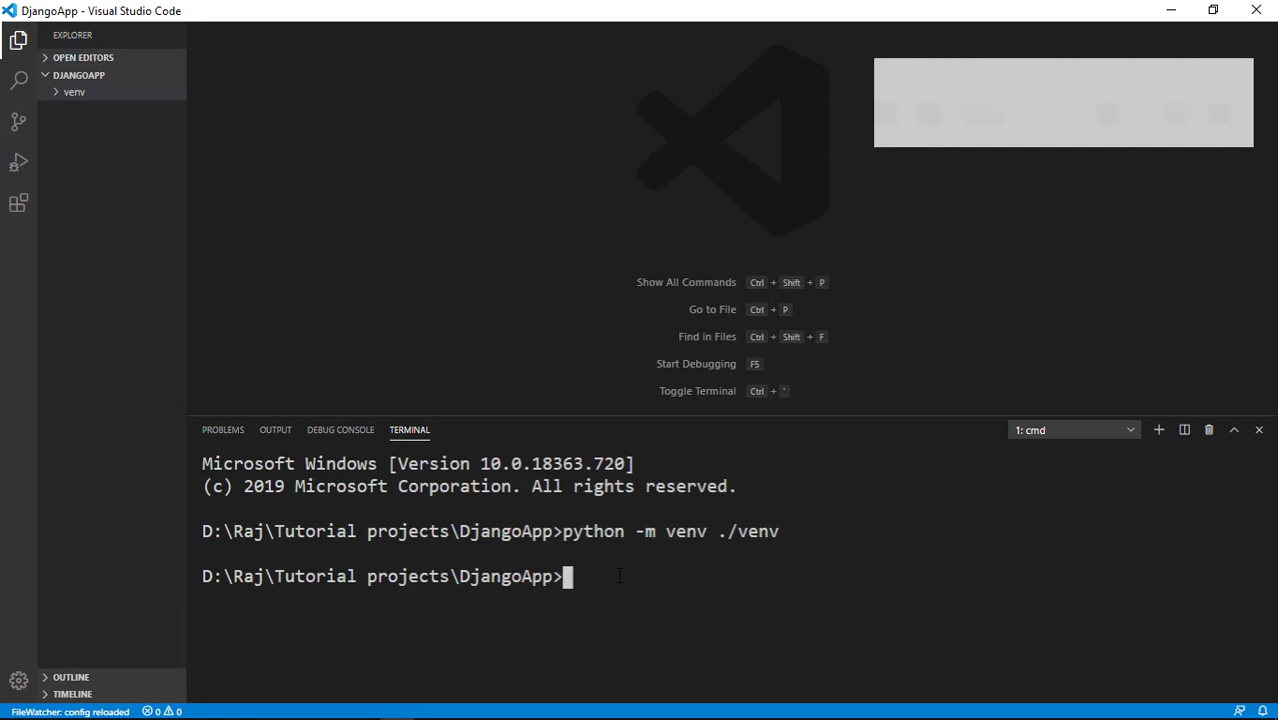 DjangoApp - Visual Studio Code
EXPLORER
OPEN EDITORS
DJANGOAPP
venv
Show All Commands Ctrl + Shift + P
Go to File Ctrl + P
Find in Files Ctrl + Shift + F
Start Debugging F5
Toggle Terminal Ctrl + `
PROBLEMS OUTPUT DEBUG CONSOLE TERMINAL 1: cmd
Microsoft Windows [Version 10.0.18363.720]
(c) 2019 Microsoft Corporation. All rights reserved.
D:\Raj\Tutorial projects\DjangoApp>python -m venv ./venv
D:\Raj\Tutorial projects\DjangoApp>
OUTLINE
TIMELINE
FileWatcher: config reloaded 0 0